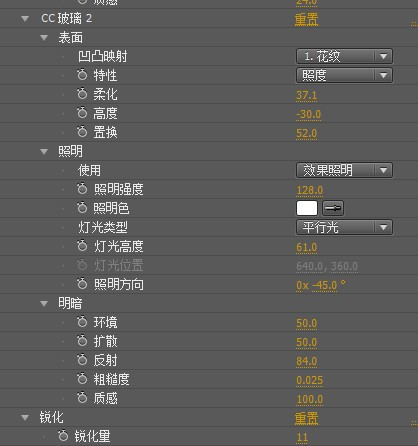 质感 24.0
CC 玻璃 2 重置
表面
凹凸映射 1. 花纹
特性 照度
柔化 37.1
高度 -30.0
置换 52.0
照明
使用 效果照明
照明强度 128.0
照明色
灯光类型 平行光
灯光高度 61.0
灯光位置 640.0, 360.0
照明方向 0x -45.0 °
明暗
环境 50.0
扩散 50.0
反射 84.0
粗糙度 0.025
质感 100.0
锐化 重置
锐化量 11